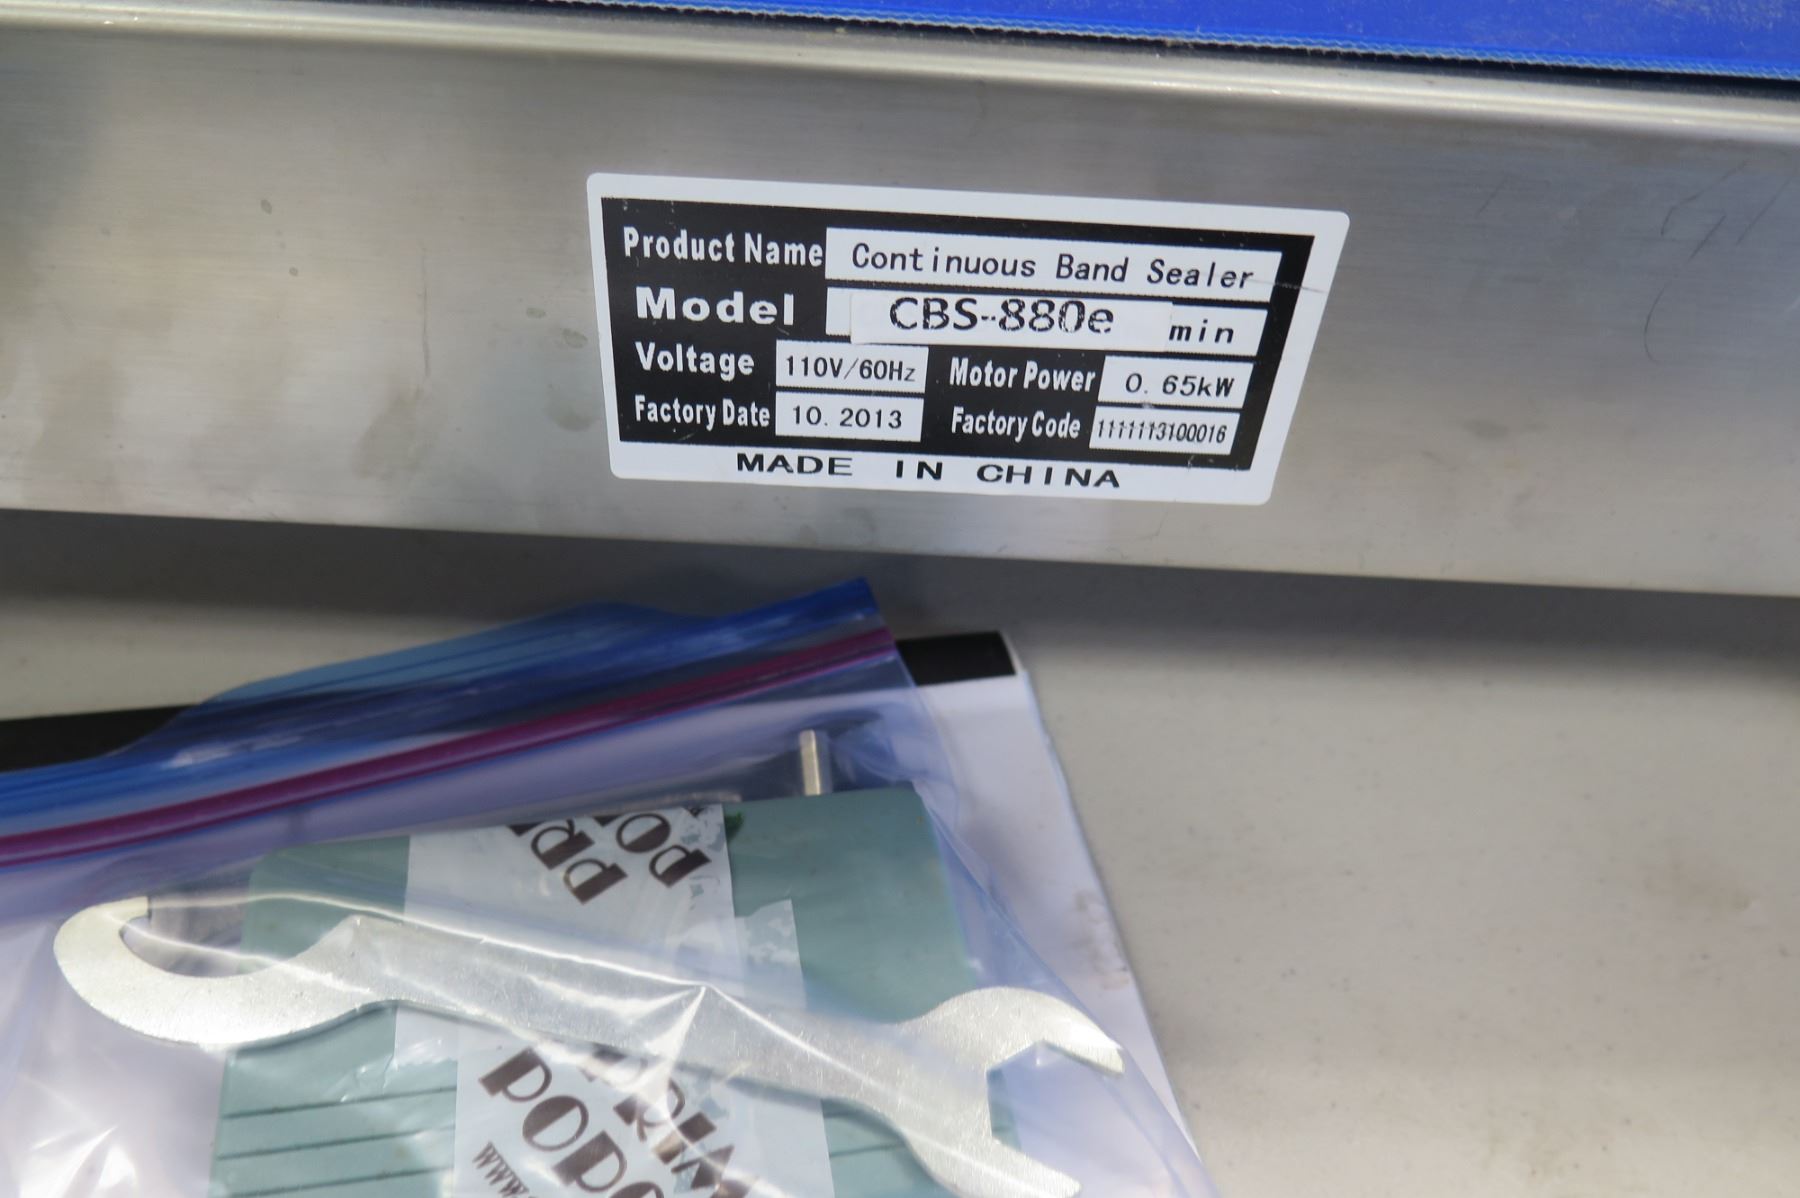 Product Name Continuous Band Sealer
Model CBS-880e min
Voltage 110V/60Hz Motor Power 0.65kW
Factory Date 10.2013 Factory Code 1111113100016
MADE IN CHINA